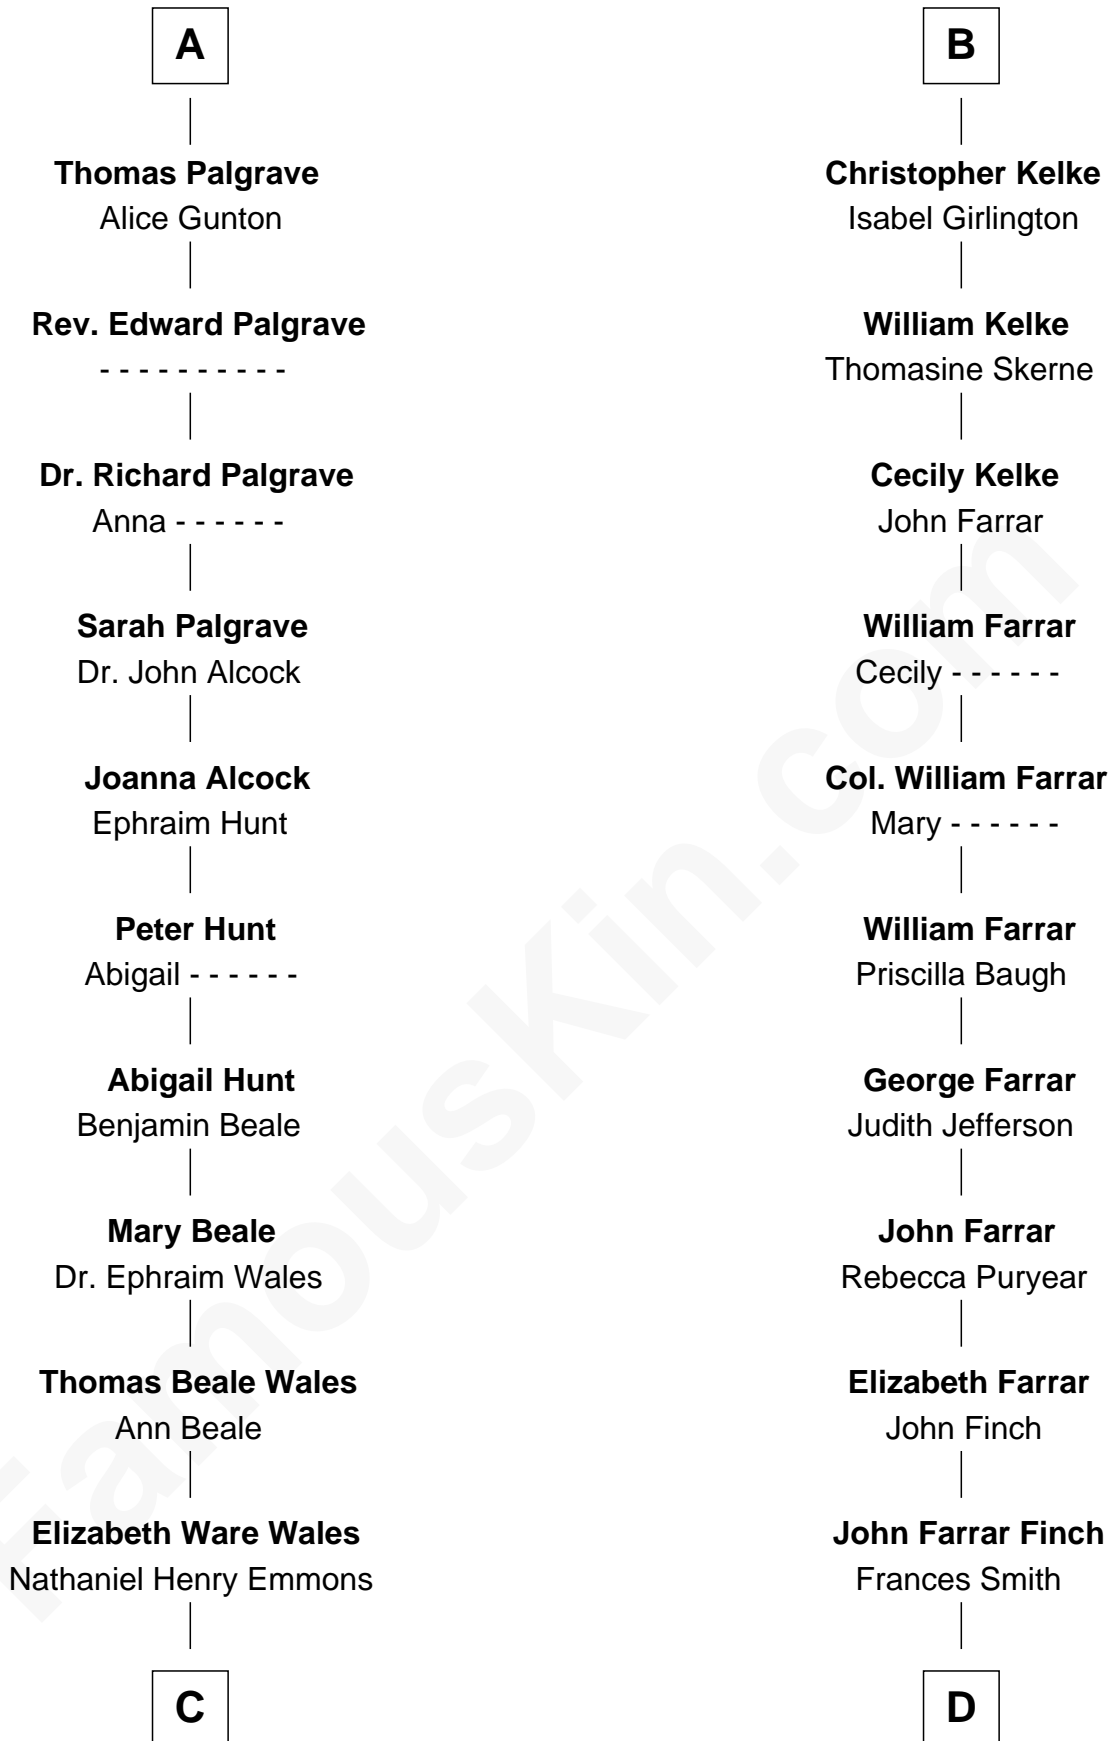 A
Thomas Palgrave
Alice Gunton
Rev. Edward Palgrave
- - - - - - - - - -
Dr. Richard Palgrave
Anna - - - - - -
Sarah Palgrave
Dr. John Alcock
Joanna Alcock
Ephraim Hunt
Peter Hunt
Abigail - - - - - -
Abigail Hunt
Benjamin Beale
Mary Beale
Dr. Ephraim Wales
Thomas Beale Wales
Ann Beale
Elizabeth Ware Wales
Nathaniel Henry Emmons
C
B
Christopher Kelke
Isabel Girlington
William Kelke
Thomasine Skerne
Cecily Kelke
John Farrar
William Farrar
Cecily - - - - - -
Col. William Farrar
Mary - - - - - -
William Farrar
Priscilla Baugh
George Farrar
Judith Jefferson
John Farrar
Rebecca Puryear
Elizabeth Farrar
John Finch
John Farrar Finch
Frances Smith
D
FamousKin.com